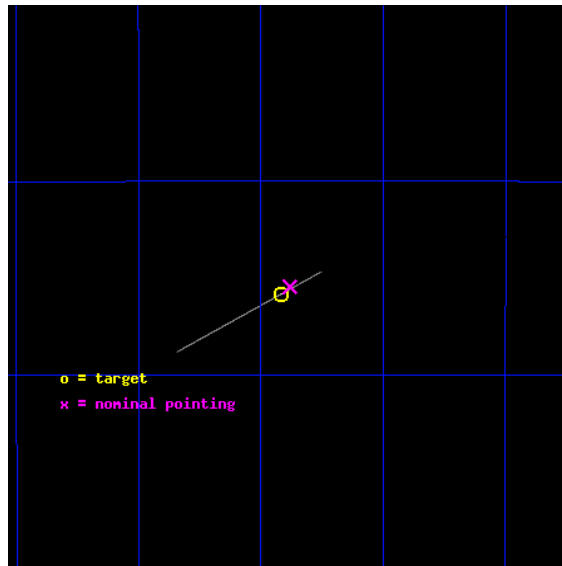 o = target
x = nominal pointing